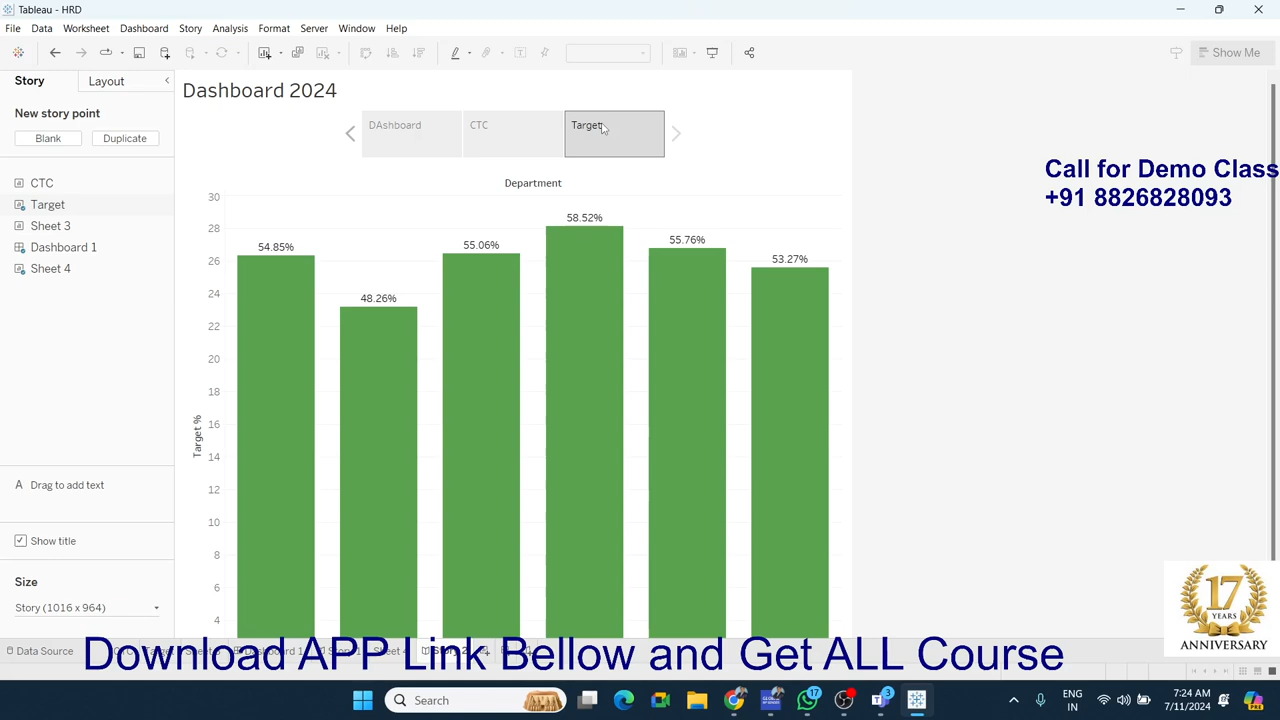 Tableau - HRD
File Data Worksheet Dashboard Story Analysis Format Server Window Help
Show Me
Story Layout
New story point
Blank Duplicate
CTC
Target
Sheet 3
Dashboard 1
Sheet 4
A Drag to add text
Show title
Size
Story (1016 x 964)
Dashboard 2024
DAshboard CTC Target
Department
Target %
30
28
26
24
22
20
18
16
14
12
10
8
6
4
54.85%
48.26%
55.06%
58.52%
55.76%
53.27%
Call for Demo Class
+91 8826828093
17
YEARS
ANNIVERSARY
Data Source
Download APP Link Bellow and Get ALL Course
Search
17
3
ENG
IN
7:24 AM
7/11/2024